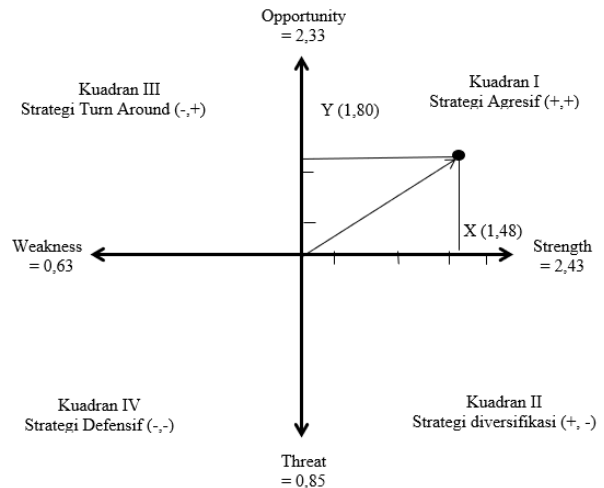 Opportunity
= 2,33
Kuadran III
Strategi Turn Around (-,+)
Y (1,80)
Kuadran I
Strategi Agresif (+,+)
Weakness
= 0,63
X (1,48)
Strength
= 2,43
Kuadran IV
Strategi Defensif (-,-)
Kuadran II
Strategi diversifikasi (+, -)
Threat
= 0,85